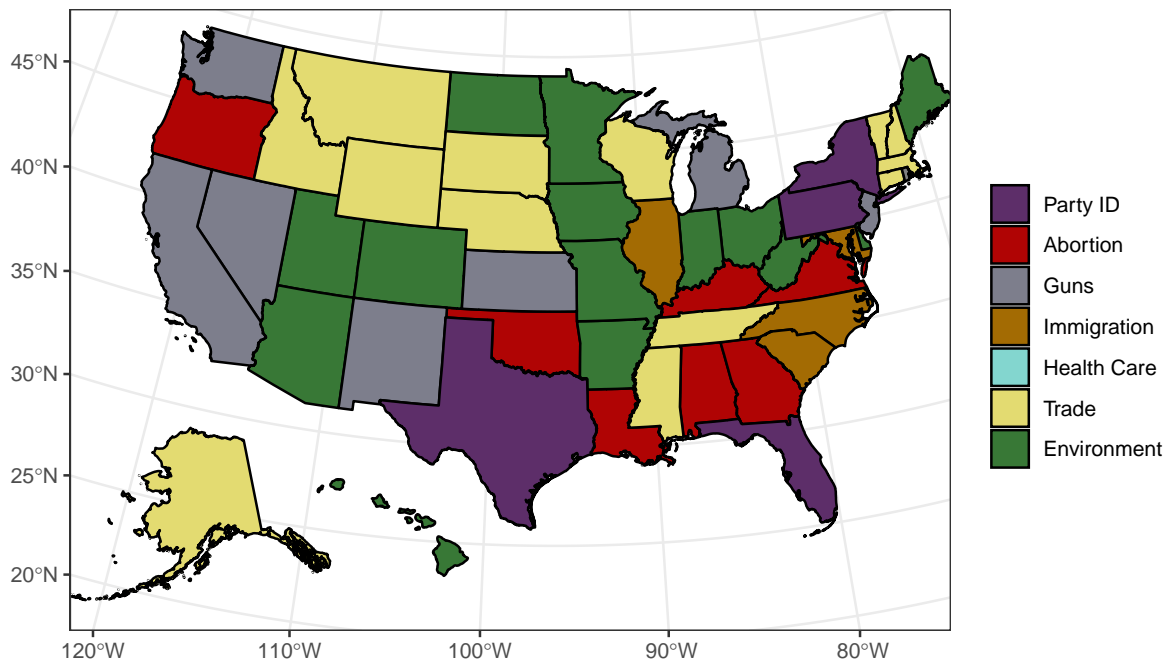 45°N
40°N
35°N
30°N
25°N
20°N
120°W
110°W
100°W
90°W
80°W
Party ID
Abortion
Guns
Immigration
Health Care
Trade
Environment